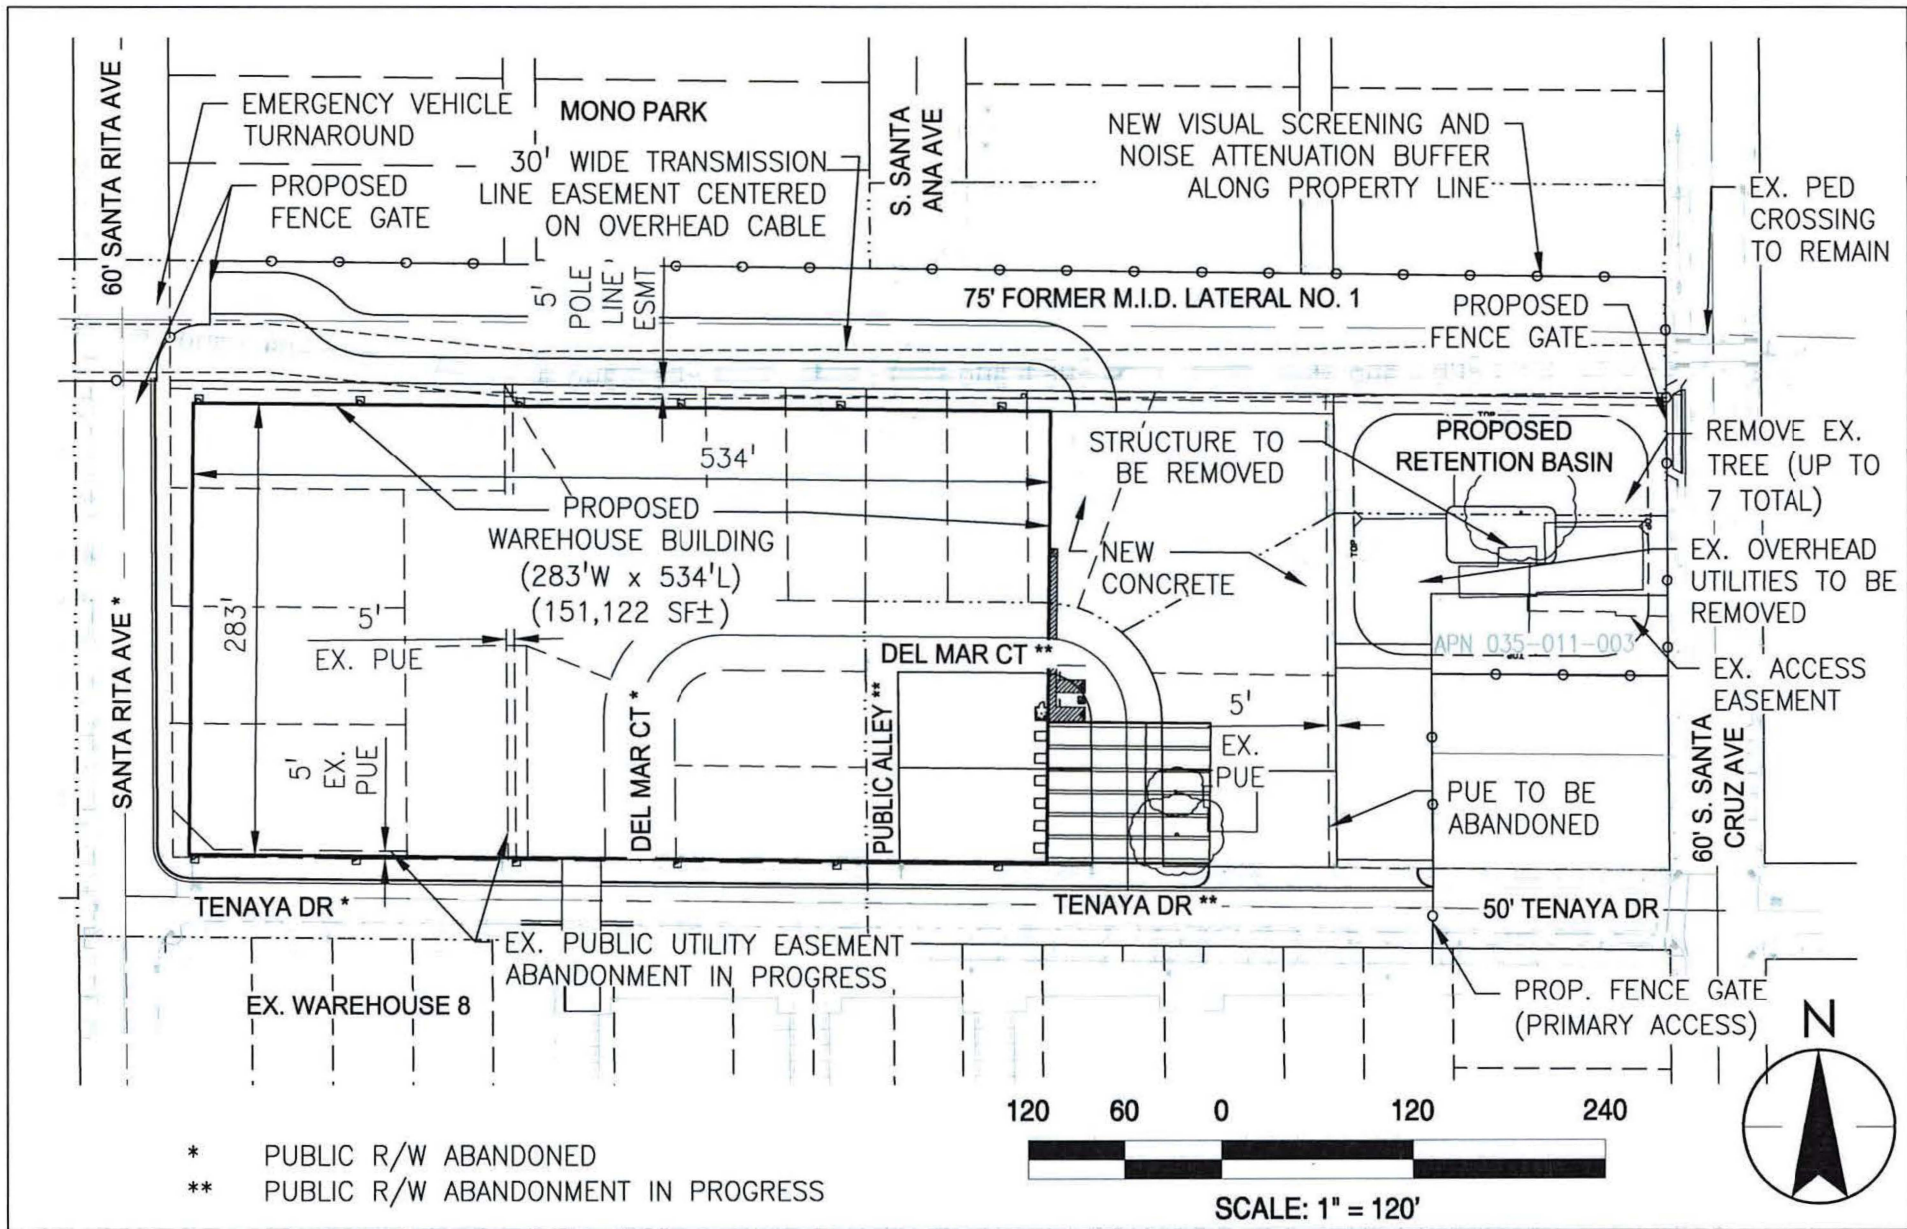 60' SANTA RITA AVE
EMERGENCY VEHICLE
TURNAROUND
PROPOSED
FENCE GATE
MONO PARK
30' WIDE TRANSMISSION
LINE EASEMENT CENTERED
ON OVERHEAD CABLE
S. SANTA
ANA AVE
NEW VISUAL SCREENING AND
NOISE ATTENUATION BUFFER
ALONG PROPERTY LINE
EX. PED
CROSSING
TO REMAIN
5'
POLE
LINE
ESMT
75' FORMER M.I.D. LATERAL NO. 1
PROPOSED
FENCE GATE
534'
PROPOSED
WAREHOUSE BUILDING
(283'W x 534'L)
(151,122 SF±)
283'
STRUCTURE TO
BE REMOVED
TOP
PROPOSED
RETENTION BASIN
REMOVE EX.
TREE (UP TO
7 TOTAL)
NEW
CONCRETE
TOP
EX. OVERHEAD
UTILITIES TO BE
REMOVED
SANTA RITA AVE *
5'
EX. PUE
DEL MAR CT **
APN 035-011-003
TOP
EX. ACCESS
EASEMENT
5'
EX.
PUE
DEL MAR CT *
PUBLIC ALLEY **
5'
EX.
PUE
PUE TO BE
ABANDONED
60' S. SANTA
CRUZ AVE
TENAYA DR *
TENAYA DR **
50' TENAYA DR
EX. PUBLIC UTILITY EASEMENT
ABANDONMENT IN PROGRESS
EX. WAREHOUSE 8
PROP. FENCE GATE
(PRIMARY ACCESS)
N
120 60 0 120 240
SCALE: 1" = 120'
* PUBLIC R/W ABANDONED
** PUBLIC R/W ABANDONMENT IN PROGRESS